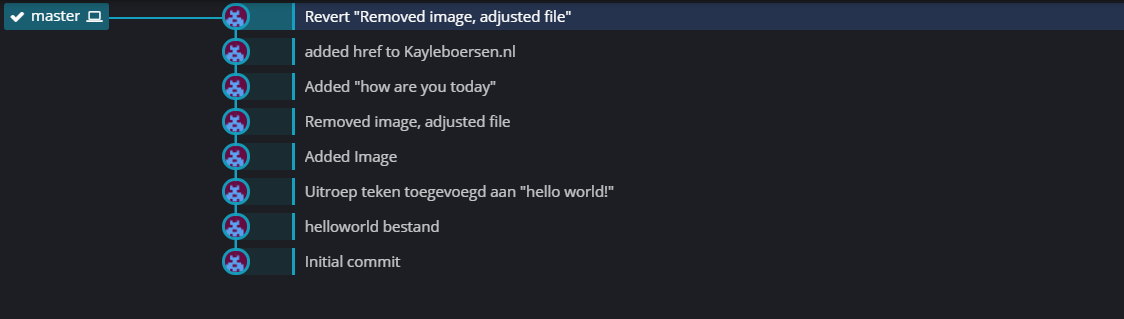 master
Revert "Removed image, adjusted file"
added href to Kayleboersen.nl
Added "how are you today"
Removed image, adjusted file
Added Image
Uitroep teken toegevoegd aan "hello world!"
helloworld bestand
Initial commit